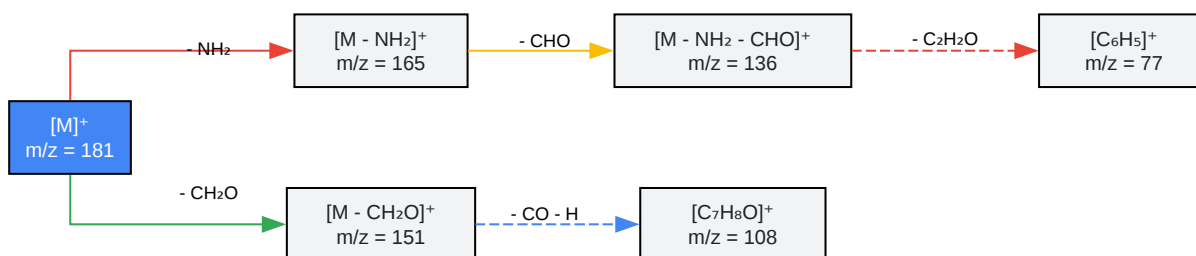 - NH₂
[M - NH₂]⁺
m/z = 165
- CHO
[M - NH₂ - CHO]⁺
m/z = 136
- C₂H₂O
[C₆H₅]⁺
m/z = 77
[M]⁺
m/z = 181
- CH₂O
[M - CH₂O]⁺
m/z = 151
- CO - H
[C₇H₈O]⁺
m/z = 108